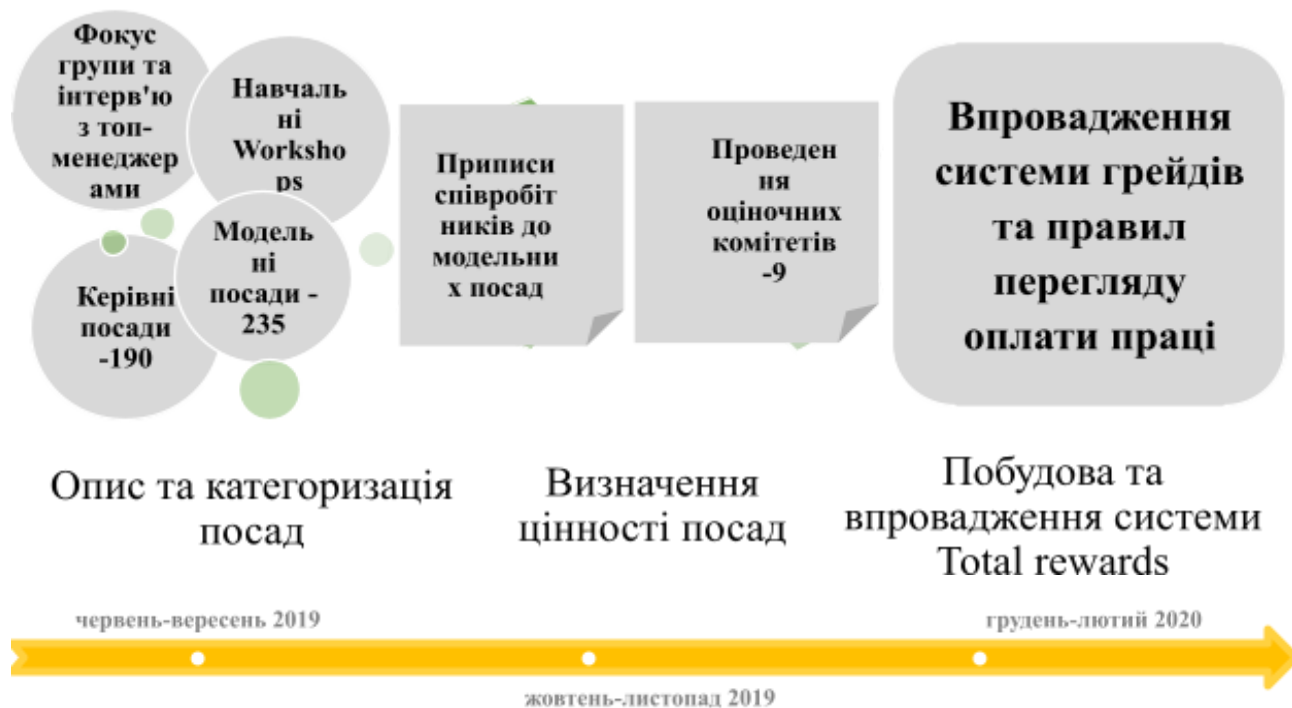 Фокус
групи та
інтерв'ю
з топ-
менеджер
ами
Навчаль
ні
Worksho
ps
Керівні
посади
-190
Модель
ні
посади -
235
Приписи
співробіт
ників до
модельни
х посад
Проведен
ня
оціночних
комітетів
-9
Впровадження
системи грейдів
та правил
перегляду
оплати праці
Опис та категоризація
посад
Визначення
цінності посад
Побудова та
впровадження системи
Total rewards
червень-вересень 2019
жовтень-листопад 2019
грудень-лютий 2020